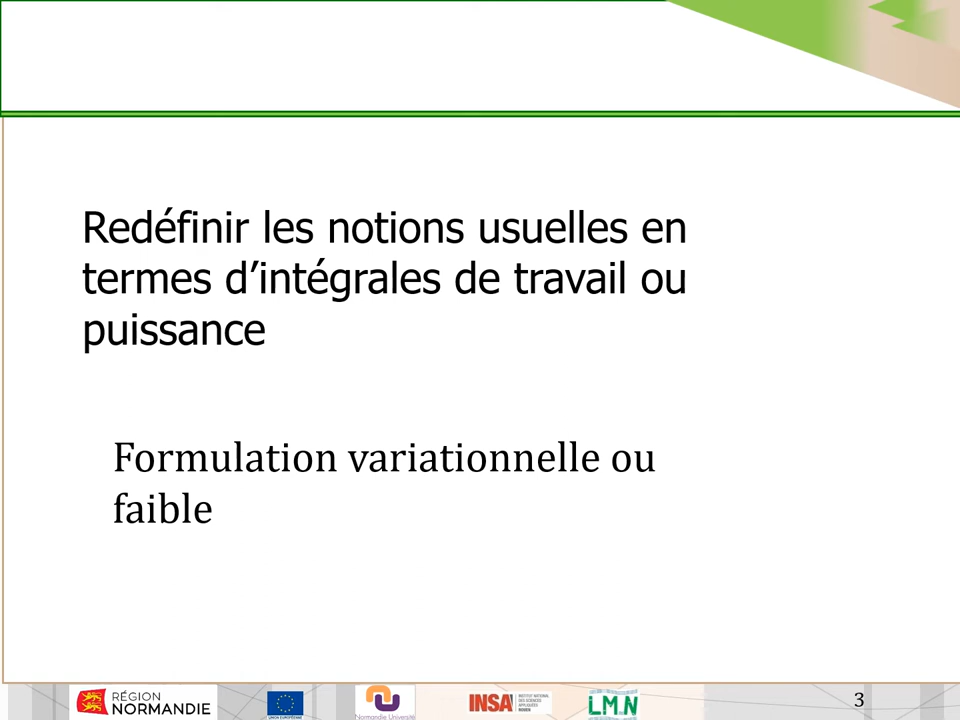 Redéfinir les notions usuelles en
termes d’intégrales de travail ou
puissance
Formulation variationnelle ou
faible
RÉGION
NORMANDIE
UNION EUROPÉENNE
Normandie Université
INSA
INSTITUT NATIONAL
DES SCIENCES
APPLIQUÉES
ROUEN
LMN
3